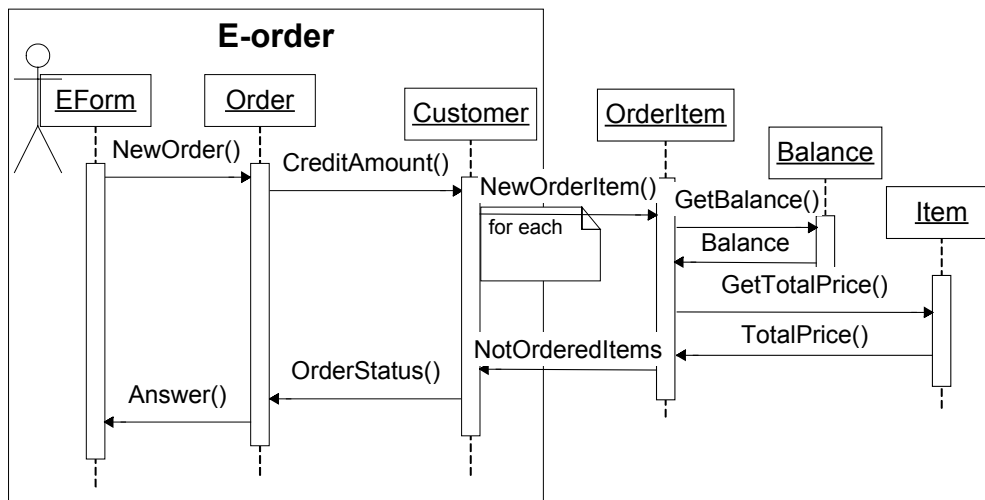 E-order
EForm
Order
Customer
OrderItem
Balance
Item
NewOrder()
CreditAmount()
NewOrderItem()
for each
GetBalance()
Balance
GetTotalPrice()
TotalPrice()
NotOrderedItems
OrderStatus()
Answer()